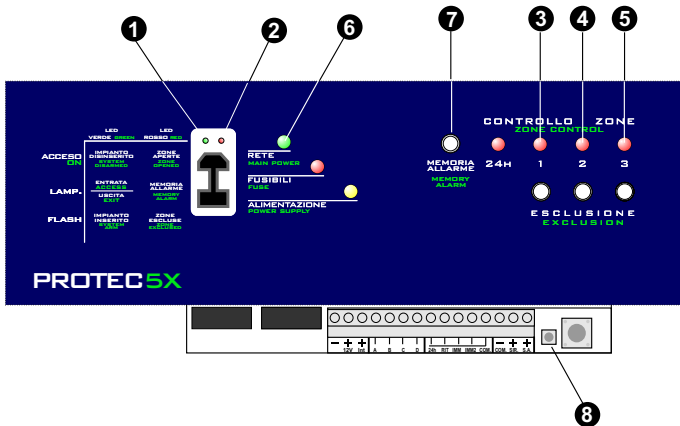 1 2 6 7 3 4 5
LED VERDE GREEN
LED ROSSO RED
ACCESO
ON
IMPIANTO
DISINSERITO
SYSTEM
DISARMED
ZONE
APERTE
ZONE
OPENED
LAMP.
ENTRATA
ACCESS
USCITA
EXIT
MEMORIA
ALLARME
MEMORY
ALARM
FLASH
IMPIANTO
INSERITO
SYSTEM
ARM
ZONE
ESCLUSE
ZONE
EXCLUDED
RETE
MAIN POWER
FUSIBILI
FUSE
ALIMENTAZIONE
POWER SUPPLY
MEMORIA
ALLARME
MEMORY
ALARM
CONTROLLO ZONE
ZONE CONTROL
24H 1 2 3
ESCLUSIONE
EXCLUSION
PROTEC5X
− + +
12V Int A B C D 24h RIT IMM IMM2 COM.
− + +
COM. SIR. S.A.
8